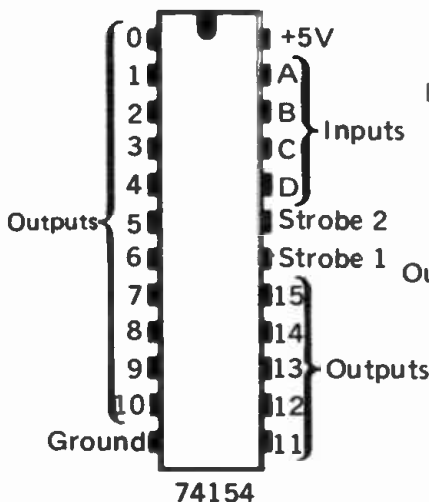 0 +5V
1 A
2 B Inputs
3 C
4 D
Outputs 5 Strobe 2
6 Strobe 1 Ou
7 15
8 14
9 13 Outputs
10 12
Ground 11
74154